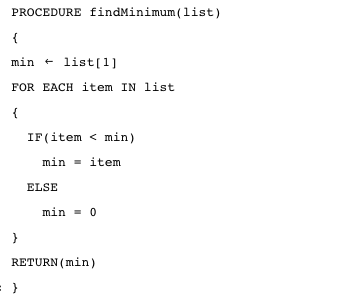 PROCEDURE findMinimum(list)
{
min ← list[1]
FOR EACH item IN list
{
IF(item < min)
min = item
ELSE
min = 0
}
RETURN(min)
}